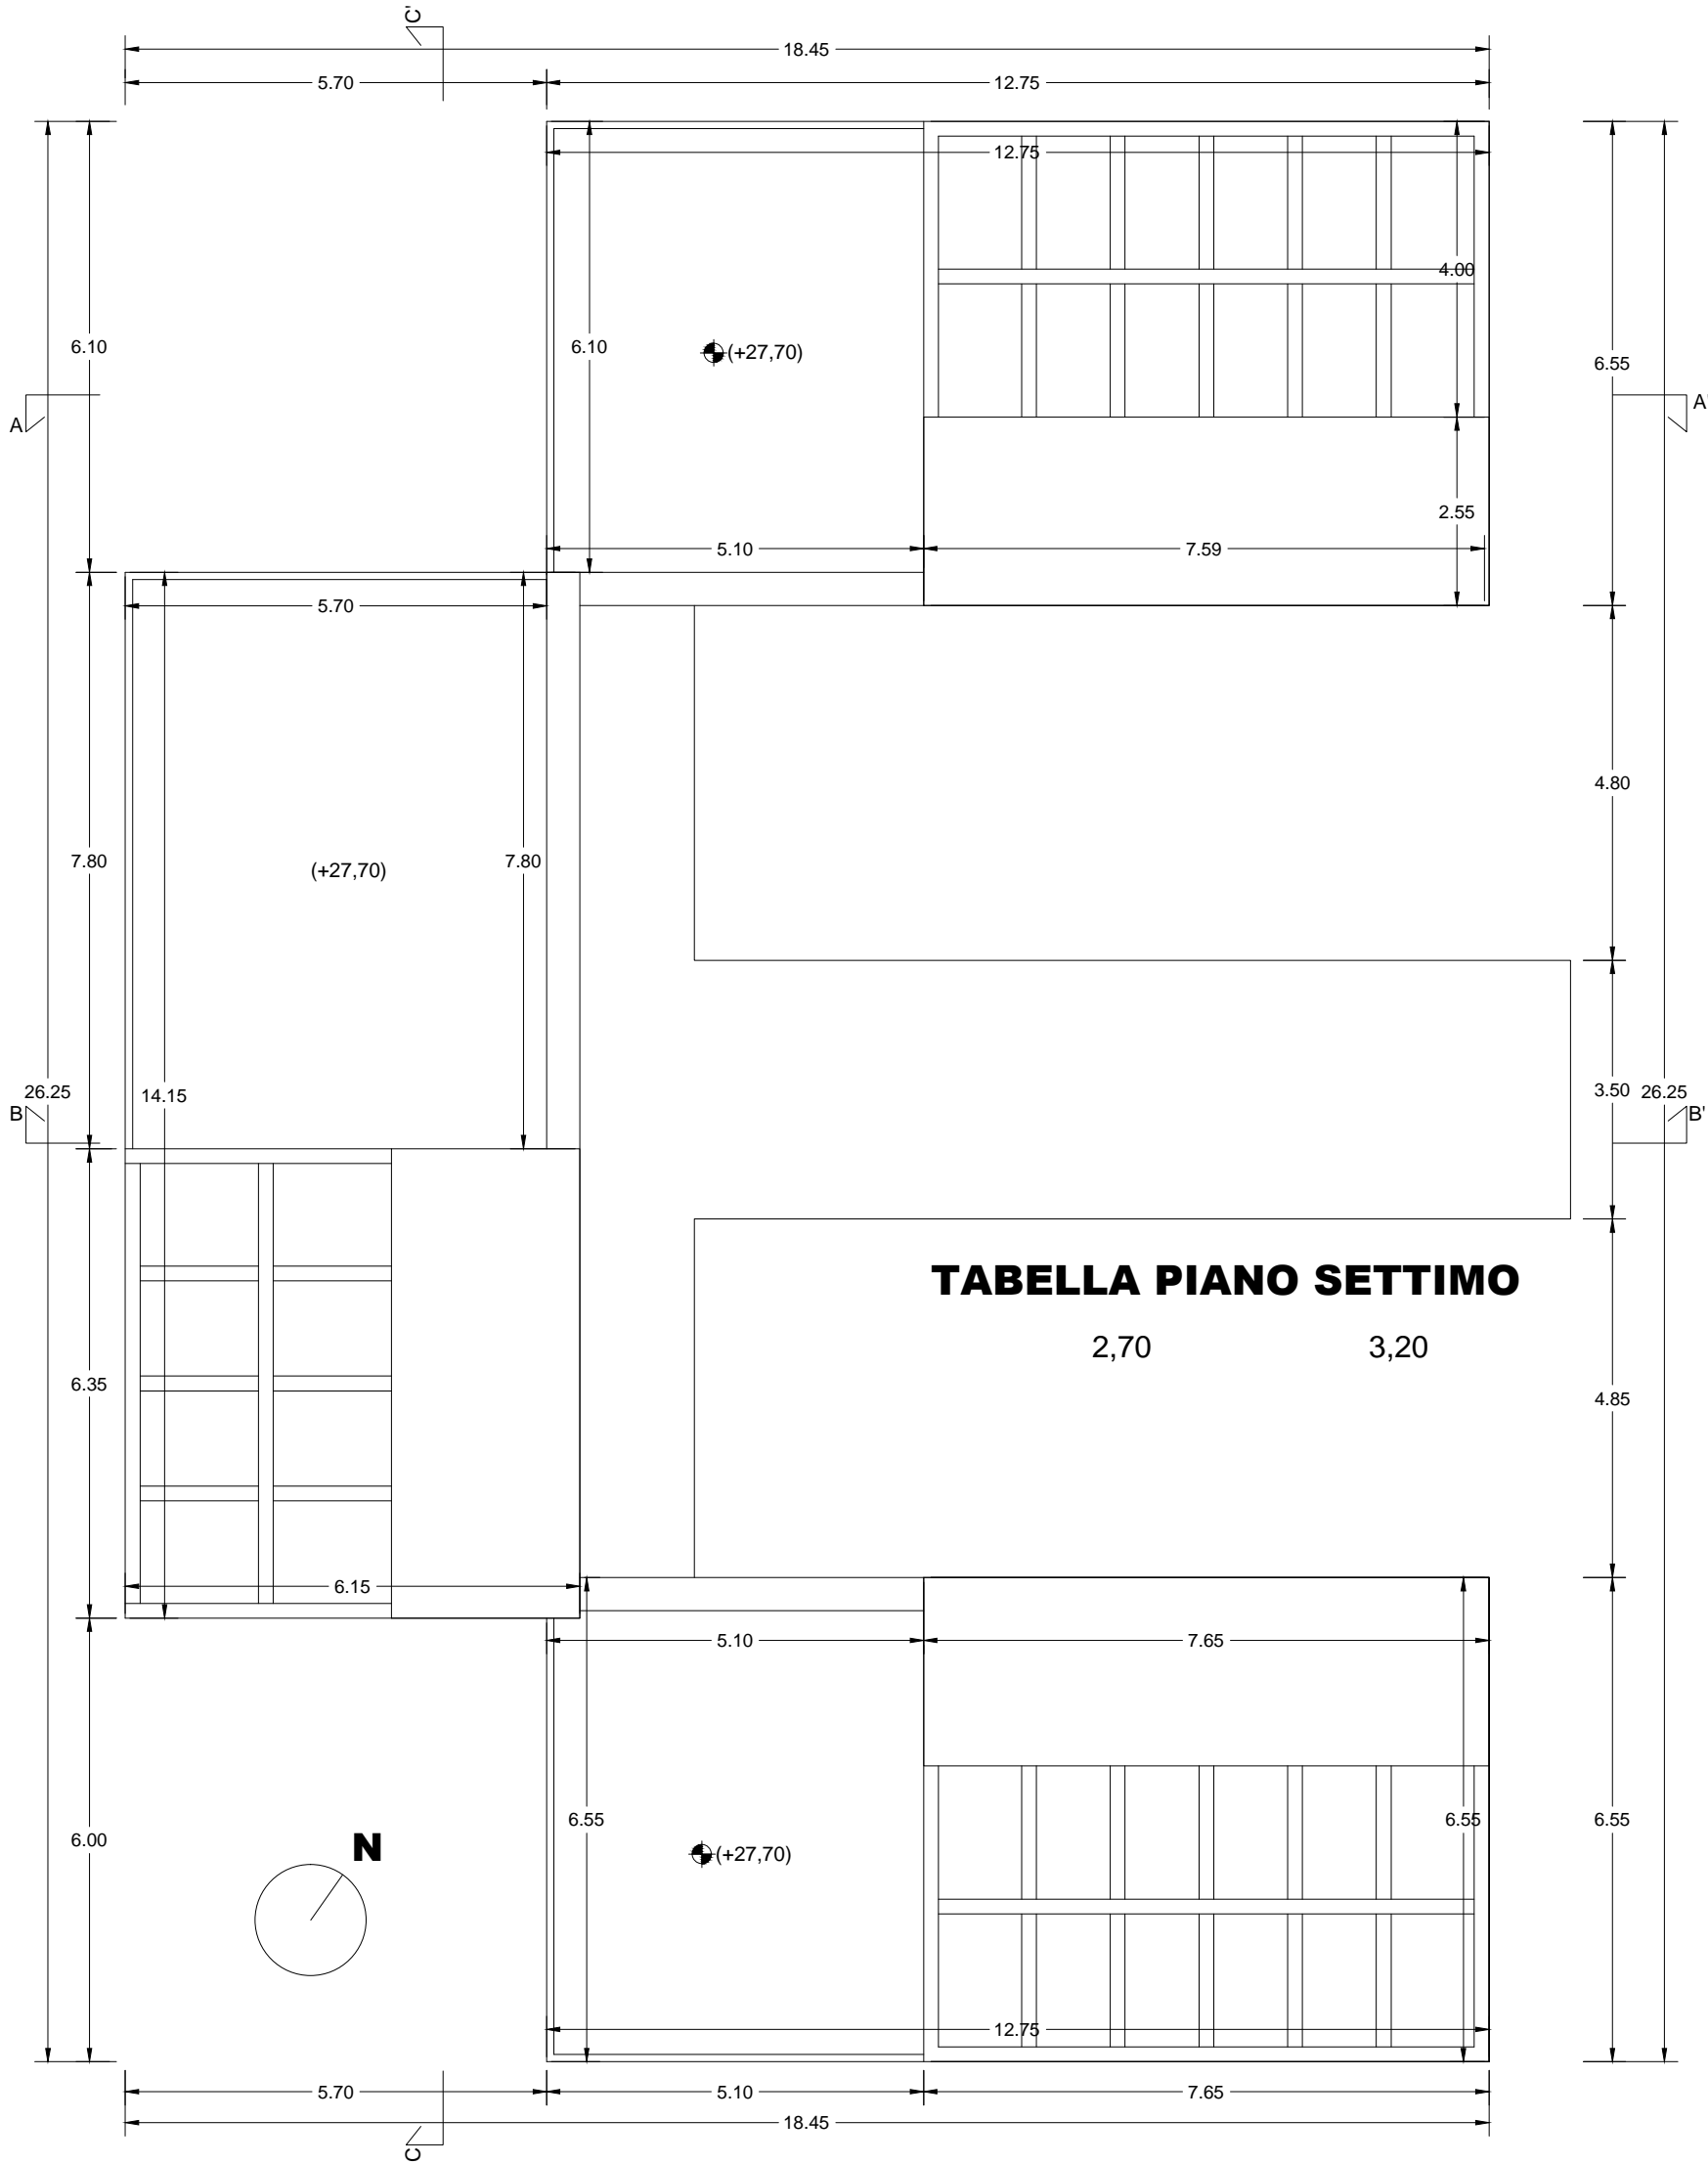 C'
18.45
5.70 12.75
12.75
4.00
6.10 6.10 (+27,70) 6.55
A A'
2.55
5.10 7.59
5.70
4.80
7.80 (+27,70) 7.80
26.25 14.15 3.50 26.25
B B'
TABELLA PIANO SETTIMO
2,70 3,20
6.35 4.85
6.15
5.10 7.65
6.00 6.55 6.55 6.55
N
(+27,70)
12.75
5.70 5.10 7.65
18.45
C